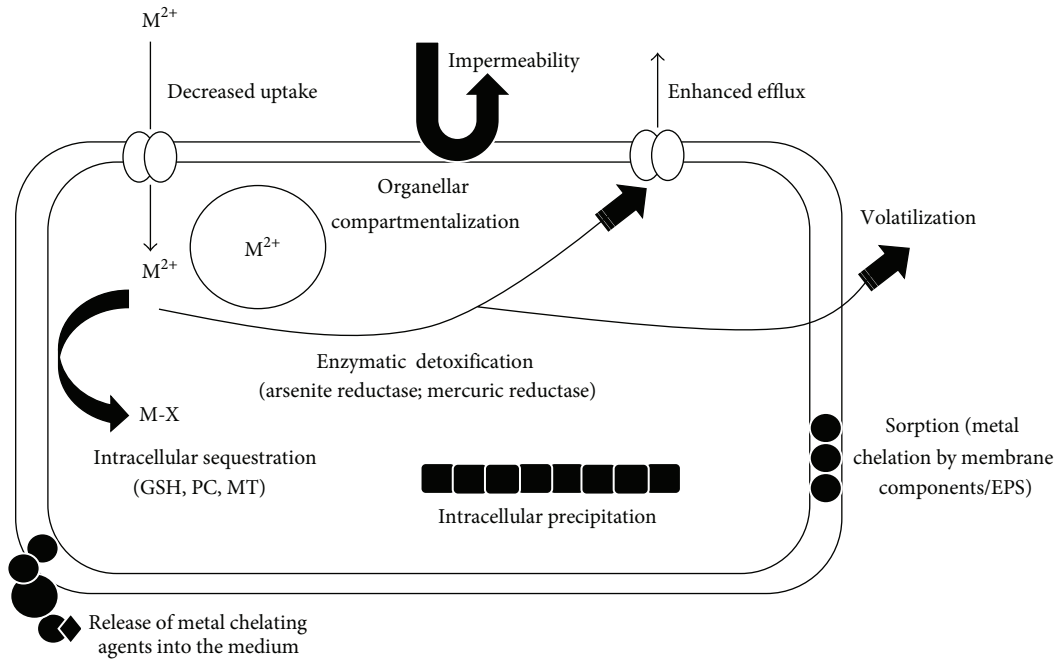 M²⁺
Decreased uptake
Impermeability
Enhanced efflux
Organellar
compartmentalization
M²⁺
M²⁺
Volatilization
Enzymatic detoxification
(arsenite reductase; mercuric reductase)
M-X
Intracellular sequestration
(GSH, PC, MT)
Sorption (metal
chelation by membrane
components/EPS)
Intracellular precipitation
Release of metal chelating
agents into the medium